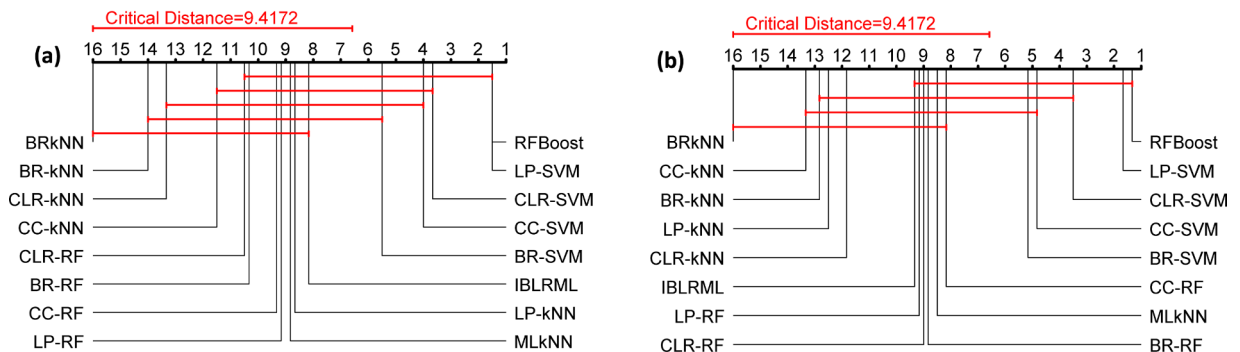 (a)
Critical Distance=9.4172
16 15 14 13 12 11 10 9 8 7 6 5 4 3 2 1
BRkNN RFBoost
BR-kNN LP-SVM
CLR-kNN CLR-SVM
CC-kNN CC-SVM
CLR-RF BR-SVM
BR-RF IBLRML
CC-RF LP-kNN
LP-RF MLkNN
(b)
Critical Distance=9.4172
16 15 14 13 12 11 10 9 8 7 6 5 4 3 2 1
BRkNN RFBoost
CC-kNN LP-SVM
BR-kNN CLR-SVM
LP-kNN CC-SVM
CLR-kNN BR-SVM
IBLRML CC-RF
LP-RF MLkNN
CLR-RF BR-RF